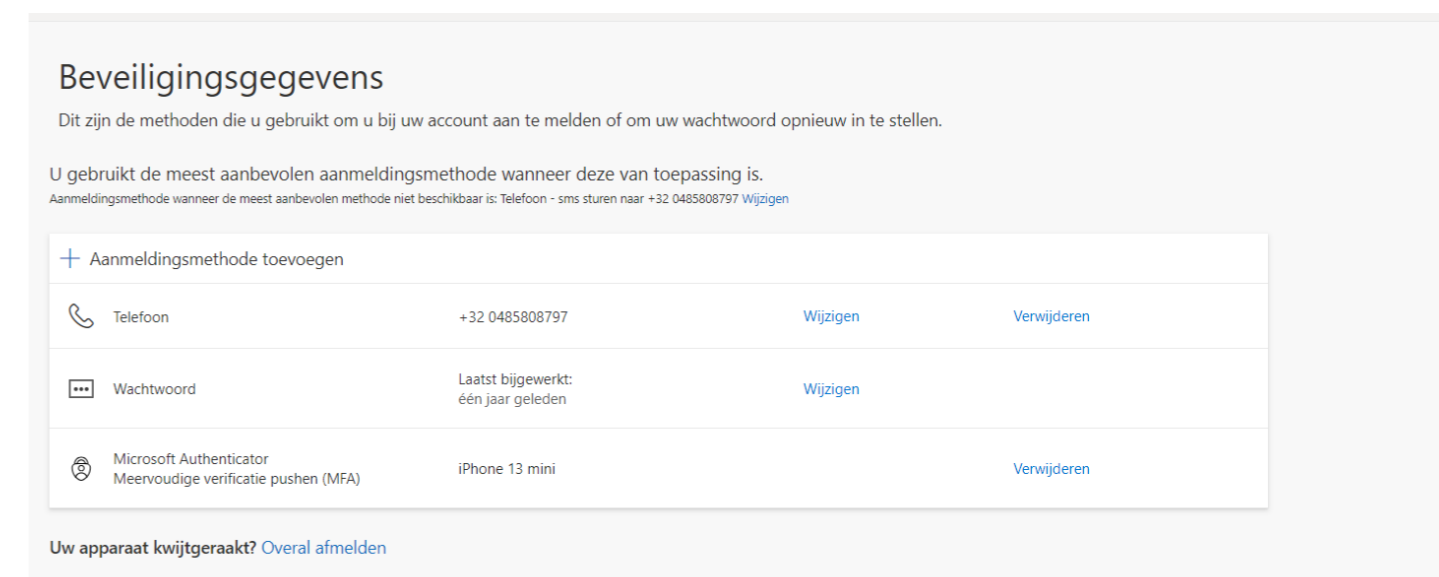 Beveiligingsgegevens
Dit zijn de methoden die u gebruikt om u bij uw account aan te melden of om uw wachtwoord opnieuw in te stellen.
U gebruikt de meest aanbevolen aanmeldingsmethode wanneer deze van toepassing is.
Aanmeldingsmethode wanneer de meest aanbevolen methode niet beschikbaar is: Telefoon - sms sturen naar +32 0485808797 Wijzigen
Aanmeldingsmethode toevoegen
Telefoon +32 0485808797 Wijzigen Verwijderen
Wachtwoord Laatst bijgewerkt: Wijzigen
één jaar geleden
Microsoft Authenticator
Meervoudige verificatie pushen (MFA) iPhone 13 mini Verwijderen
Uw apparaat kwijtgeraakt? Overal afmelden